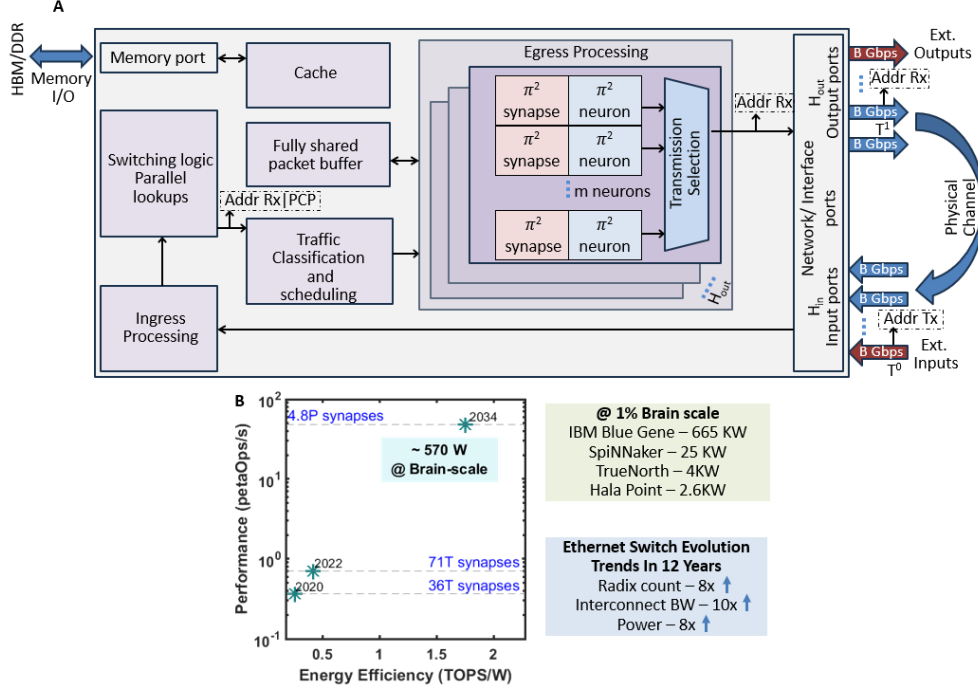 A
HBM/DDR
Memory
I/O
Memory port
Cache
Switching logic
Parallel
lookups
Fully shared
packet buffer
Addr Rx|PCP
Traffic
Classification
and
scheduling
Ingress
Processing
Egress Processing
π² synapse
π² neuron
π² synapse
π² neuron
m neurons
π² synapse
π² neuron
Transmission
Selection
H_out
Addr Rx
Network/ Interface
ports
H_out
Output ports
H_in
Input ports
B Gbps
Ext.
Outputs
Addr Rx
B Gbps
T¹
B Gbps
Physical
Channel
B Gbps
B Gbps
Addr Tx
B Gbps
T⁰
Ext.
Inputs
B
Performance (petaOps/s)
10²
10¹
10⁰
10⁻¹
4.8P synapses
2034
~ 570 W
@ Brain-scale
2022
71T synapses
2020
36T synapses
0.5
1
1.5
2
Energy Efficiency (TOPS/W)
@ 1% Brain scale
IBM Blue Gene – 665 KW
SpiNNaker – 25 KW
TrueNorth – 4KW
Hala Point – 2.6KW
Ethernet Switch Evolution
Trends In 12 Years
Radix count – 8x
Interconnect BW – 10x
Power – 8x